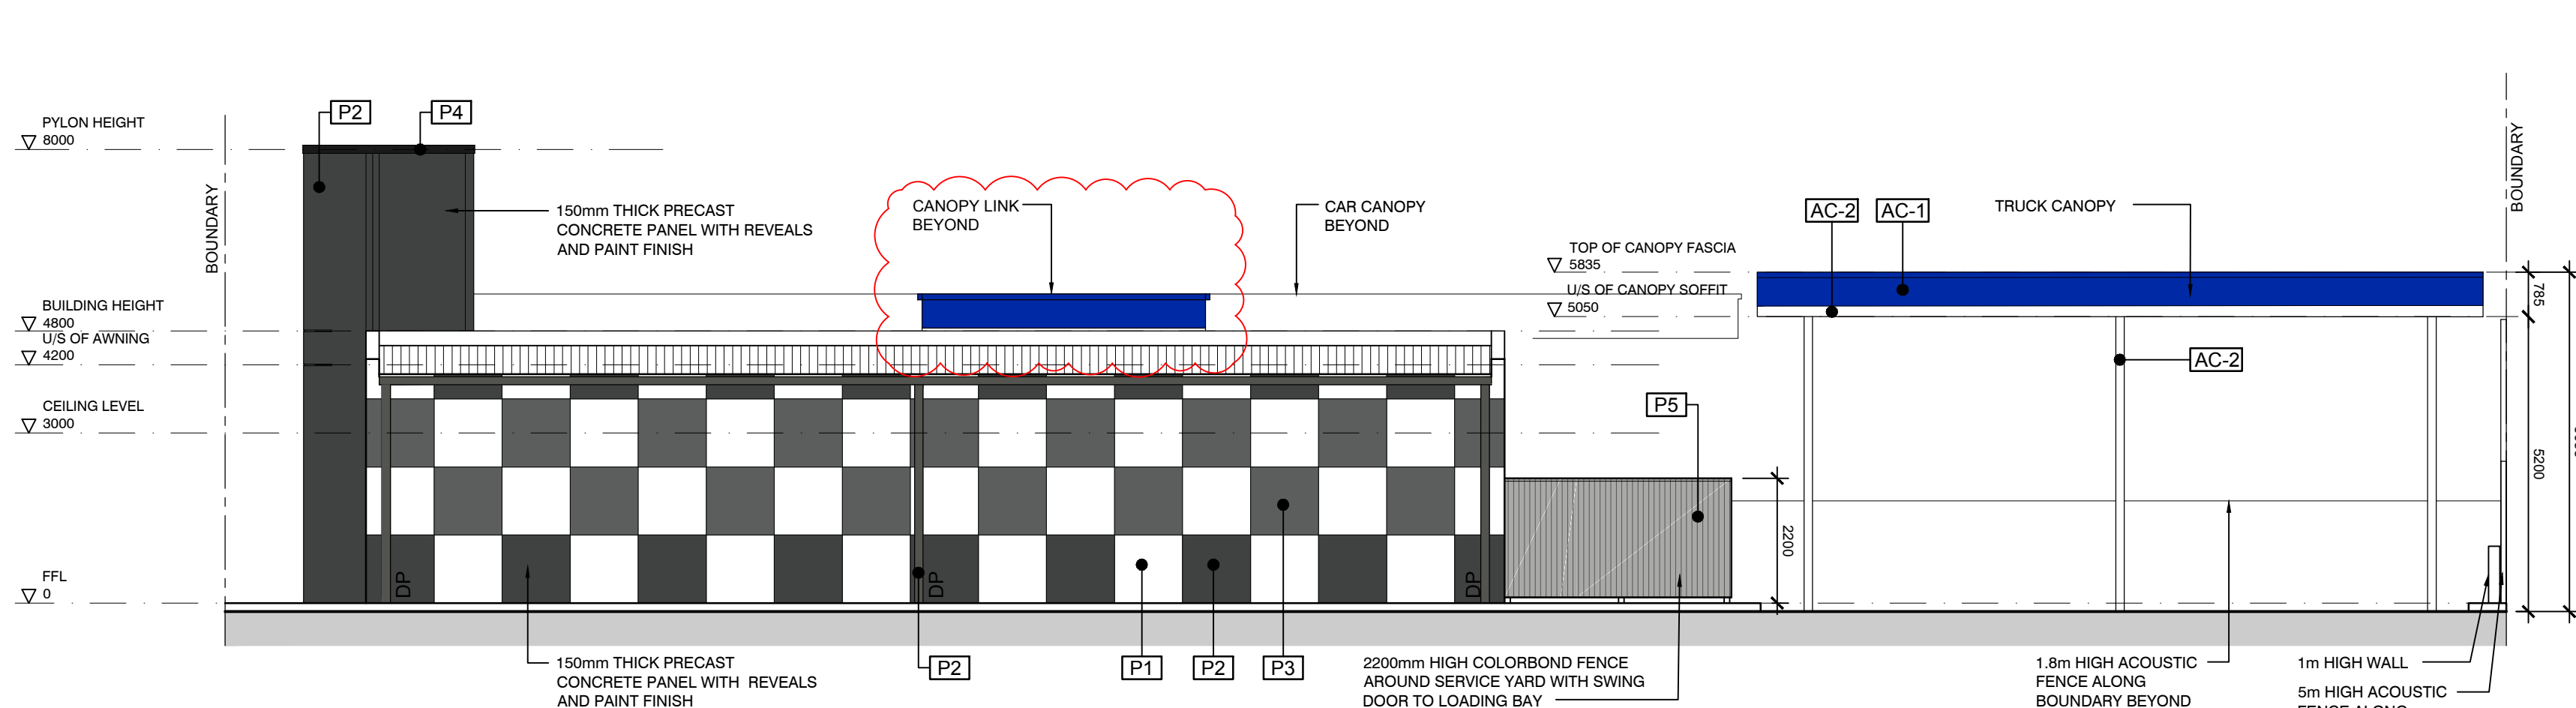 P2
P4
PYLON HEIGHT
8000
BOUNDARY
150mm THICK PRECAST
CONCRETE PANEL WITH REVEALS
AND PAINT FINISH
CANOPY LINK
BEYOND
CAR CANOPY
BEYOND
AC-2
AC-1
TRUCK CANOPY
BOUNDARY
TOP OF CANOPY FASCIA
5835
U/S OF CANOPY SOFFIT
5050
785
BUILDING HEIGHT
4800
U/S OF AWNING
4200
AC-2
CEILING LEVEL
3000
P5
5200
2200
FFL
0
DP
DP
DP
150mm THICK PRECAST
CONCRETE PANEL WITH REVEALS
AND PAINT FINISH
P2
P1
P2
P3
2200mm HIGH COLORBOND FENCE
AROUND SERVICE YARD WITH SWING
DOOR TO LOADING BAY
1.8m HIGH ACOUSTIC
FENCE ALONG
BOUNDARY BEYOND
1m HIGH WALL
5m HIGH ACOUSTIC
FENCE ALONG